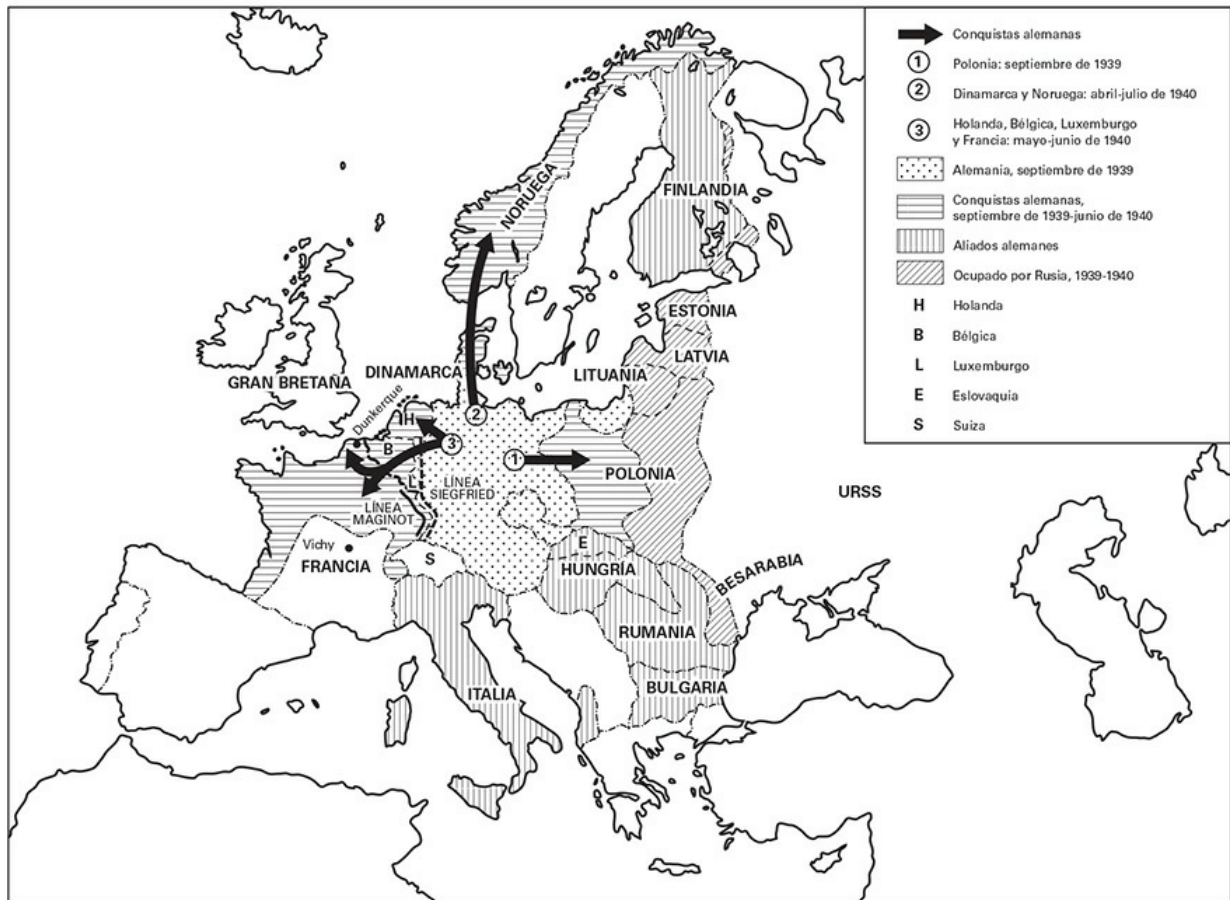 Conquistas alemanas
1 Polonia: septiembre de 1939
2 Dinamarca y Noruega: abril-julio de 1940
3 Holanda, Bélgica, Luxemburgo
y Francia: mayo-junio de 1940
Alemania, septiembre de 1939
Conquistas alemanas,
septiembre de 1939-junio de 1940
Aliados alemanes
Ocupado por Rusia, 1939-1940
H Holanda
B Bélgica
L Luxemburgo
E Eslovaquia
S Suiza
NORUEGA
FINLANDIA
ESTONIA
LATVIA
LITUANIA
DINAMARCA
GRAN BRETAÑA
Dunkerque
H
2
B
3
1
POLONIA
L
LÍNEA
SIEGFRIED
URSS
LÍNEA
MAGINOT
Vichy
FRANCIA
S
E
HUNGRÍA
BESARABIA
RUMANIA
BULGARIA
ITALIA